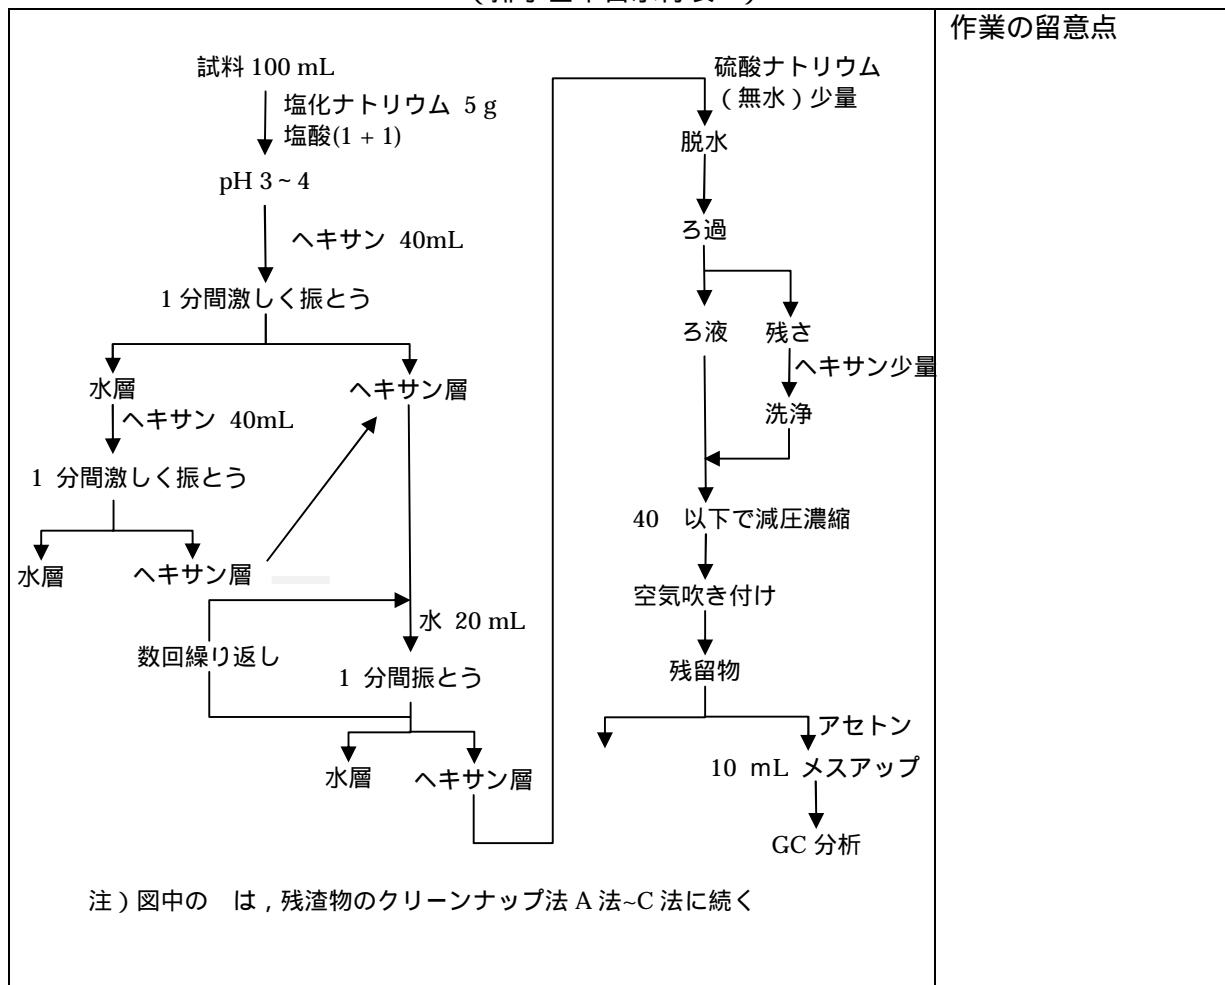 作業の留意点
試料 100 mL
塩化ナトリウム 5 g
塩酸(1 + 1)
pH 3 ~ 4
ヘキサン 40mL
1 分間激しく振とう
水層
ヘキサン層
ヘキサン 40mL
1 分間激しく振とう
水層
ヘキサン層
水 20 mL
数回繰り返し
1 分間振とう
水層
ヘキサン層
硫酸ナトリウム
（無水）少量
脱水
ろ過
ろ液
残さ
ヘキサン少量
洗浄
40 以下で減圧濃縮
空気吹き付け
残留物
アセトン
10 mL メスアップ
GC 分析
注）図中の は，残渣物のクリーンナップ法 A 法~C 法に続く